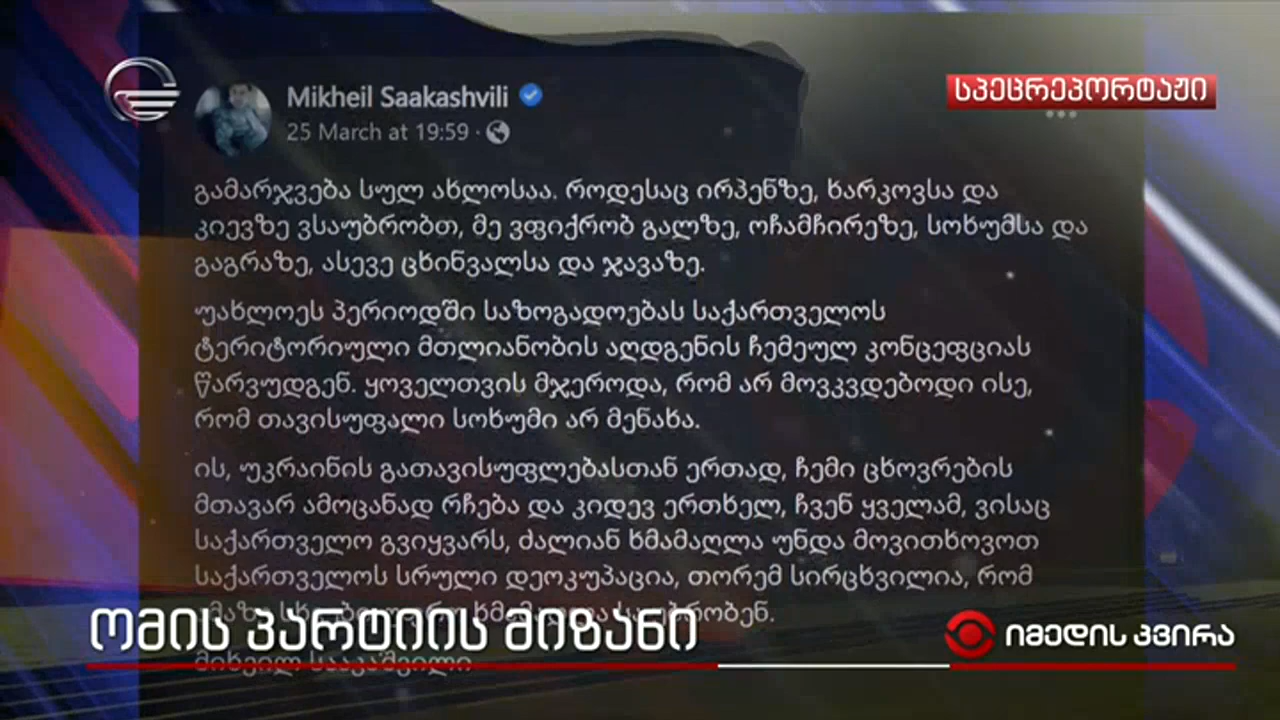 Mikheil Saakashvili
25 March at 19:59
სპეცრეპორტაჟი
გამარჯვება სულ ახლოსაა. როდესაც ირპენზე, ხარკოვსა და
კიევზე ვსაუბრობთ, მე ვფიქრობ გალზე, ოჩამჩირეზე, სოხუმსა და
გაგრაზე, ასევე ცხინვალსა და ჯავაზე.
უახლოეს პერიოდში საზოგადოებას საქართველოს
ტერიტორიული მთლიანობის აღდგენის ჩემეულ კონცეფციას
წარვუდგენ. ყოველთვის მჯეროდა, რომ არ მოვკვდებოდი ისე,
რომ თავისუფალი სოხუმი არ მენახა.
ის, უკრაინის გათავისუფლებასთან ერთად, ჩემი ცხოვრების
მთავარ ამოცანად რჩება და კიდევ ერთხელ, ჩვენ ყველამ, ვისაც
საქართველო გვიყვარს, ძალიან ხმამაღლა უნდა მოვითხოვოთ
საქართველოს სრული დეოკუპაცია, თორემ სირცხვილია, რომ
ხმამაღლა საუბრობენ.
მიხეილ სააკაშვილი
ომის პარტიის მიზანი
იმედის კვირა